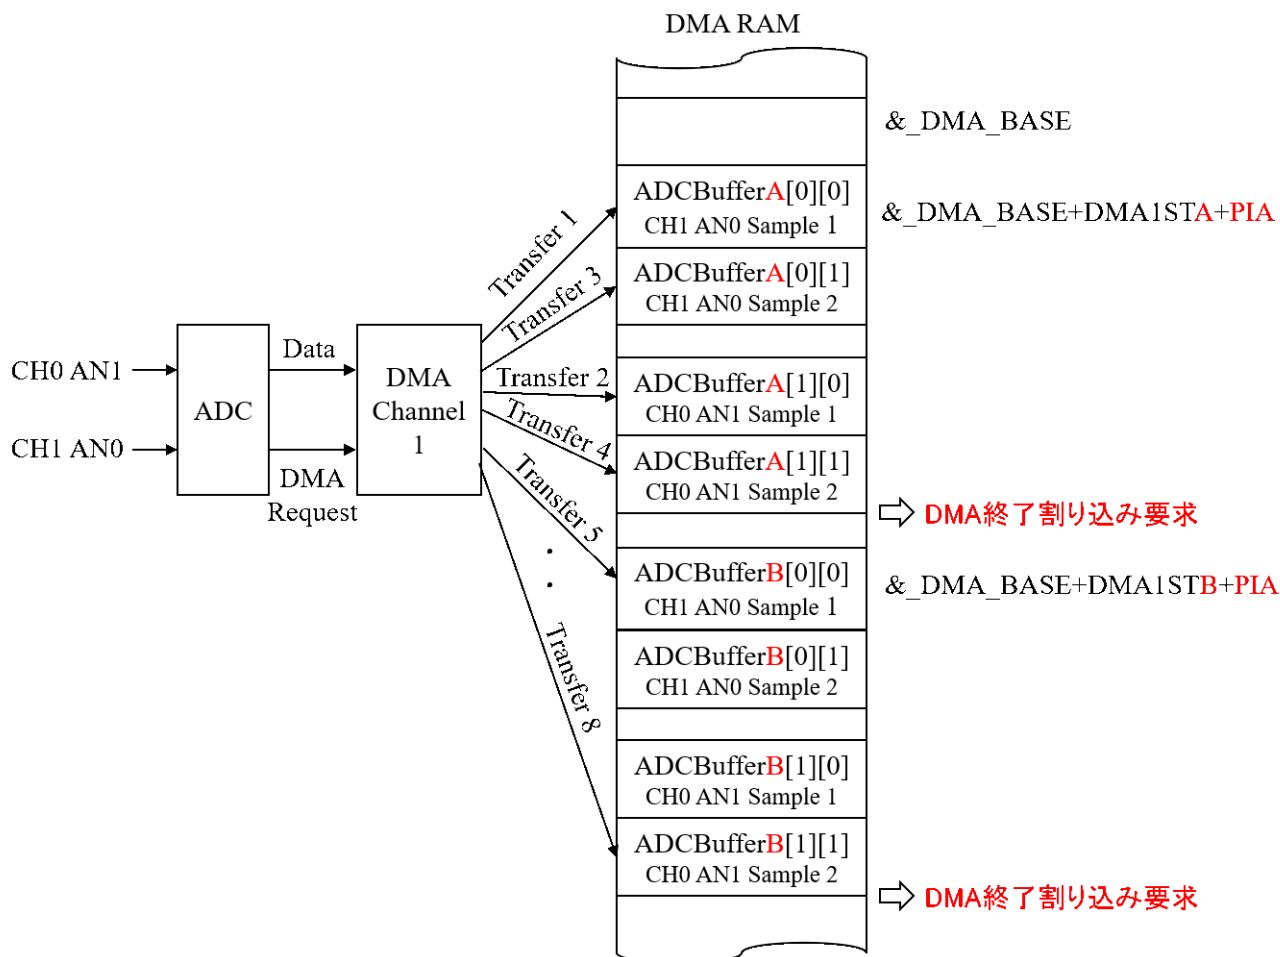 DMA RAM
&_DMA_BASE
ADCBufferA[0][0]
CH1 AN0 Sample 1
&_DMA_BASE+DMA1STA+PIA
Transfer 1
ADCBufferA[0][1]
CH1 AN0 Sample 2
Transfer 3
CH0 AN1
CH1 AN0
ADC
Data
DMA
Request
DMA
Channel
1
Transfer 2
ADCBufferA[1][0]
CH0 AN1 Sample 1
Transfer 4
ADCBufferA[1][1]
CH0 AN1 Sample 2
DMA終了割り込み要求
Transfer 5
ADCBufferB[0][0]
CH1 AN0 Sample 1
&_DMA_BASE+DMA1STB+PIA
ADCBufferB[0][1]
CH1 AN0 Sample 2
Transfer 8
ADCBufferB[1][0]
CH0 AN1 Sample 1
ADCBufferB[1][1]
CH0 AN1 Sample 2
DMA終了割り込み要求